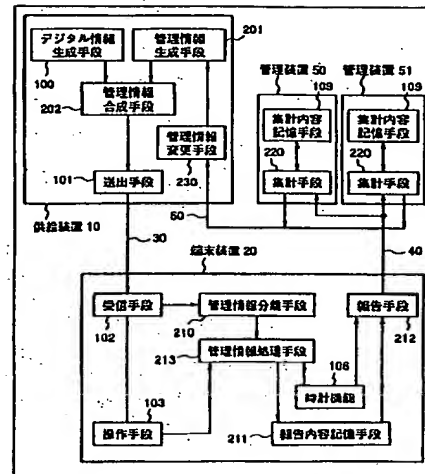 デジタル情報
生成手段
100
管理情報
生成手段
201
202
管理情報
合成手段
管理情報
変更手段
230
101
送出手段
供給装置 10
30
管理装置 50
109
集計内容
記憶手段
220
集計手段
管理装置 51
109
集計内容
記憶手段
220
集計手段
60
40
端末装置 20
受信手段
102
管理情報分離手段
210
報告手段
212
213
管理情報処理手段
106
時計機能
103
操作手段
211
報告内容記憶手段